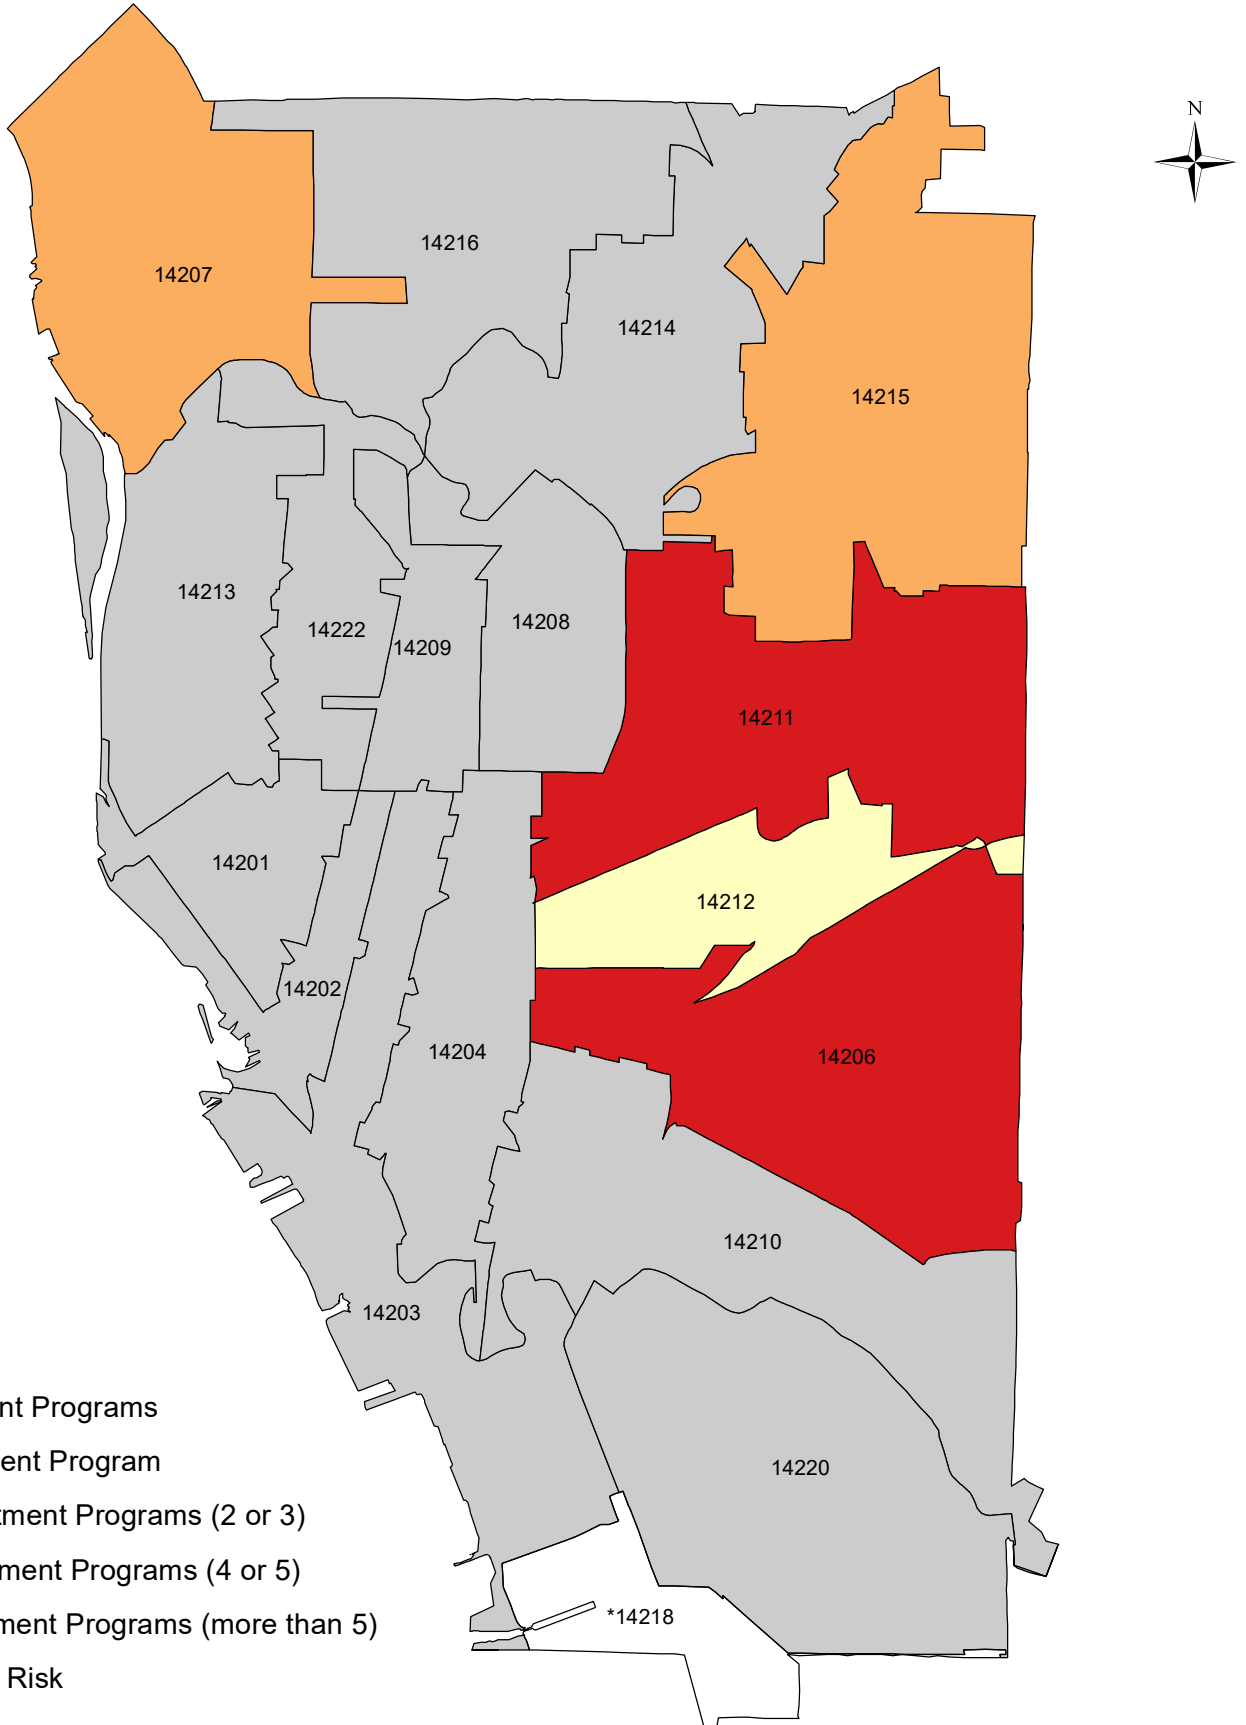 N
14216
14207
14214
14215
14213
14208
14222
14209
14211
14201
14212
14202
14204
14206
14210
14203
nt Programs
ent Program
14220
tment Programs (2 or 3)
ment Programs (4 or 5)
*14218
ment Programs (more than 5)
Risk